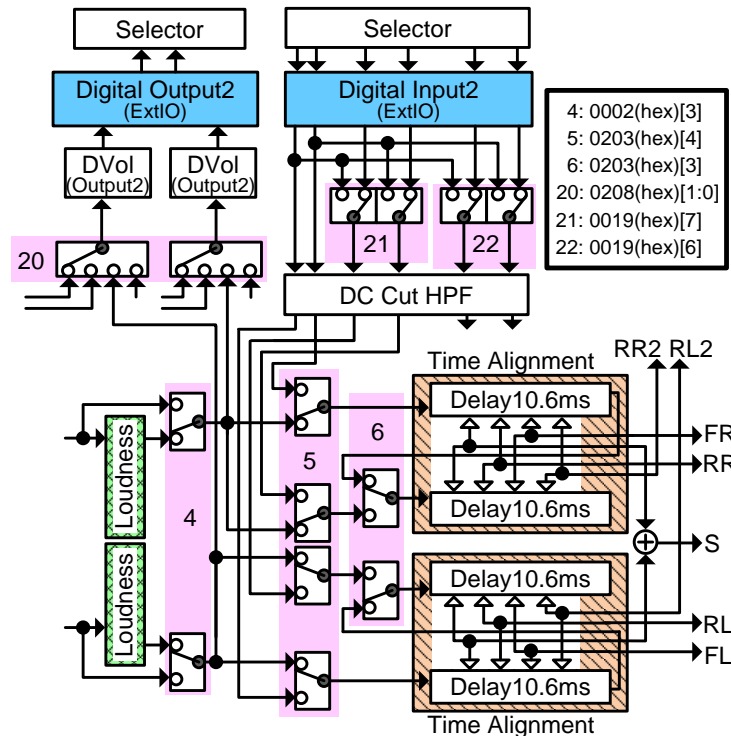 Selector
Selector
Digital Output2
(ExtIO)
Digital Input2
(ExtIO)
4: 0002(hex)[3]
5: 0203(hex)[4]
6: 0203(hex)[3]
20: 0208(hex)[1:0]
21: 0019(hex)[7]
22: 0019(hex)[6]
DVol
(Output2)
DVol
(Output2)
20
21
22
DC Cut HPF
RR2 RL2
Time Alignment
Delay10.6ms
6
FR
RR
Loudness
5
4
Delay10.6ms
S
Loudness
Delay10.6ms
RL
FL
Delay10.6ms
Time Alignment